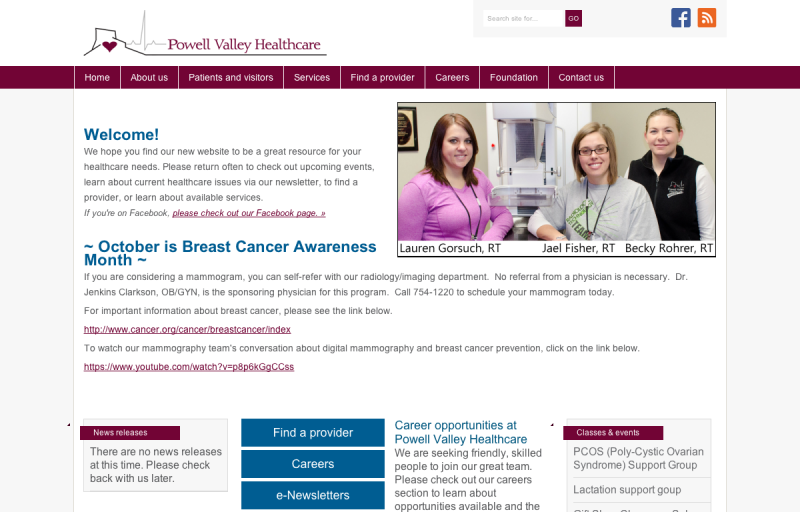 Powell Valley Healthcare
Search site for...
GO
Home
About us
Patients and visitors
Services
Find a provider
Careers
Foundation
Contact us
Welcome!
We hope you find our new website to be a great resource for your
healthcare needs. Please return often to check out upcoming events,
learn about current healthcare issues via our newsletter, to find a
provider, or learn about available services.
If you're on Facebook, please check out our Facebook page. »
Lauren Gorsuch, RT
Jael Fisher, RT
Becky Rohrer, RT
~ October is Breast Cancer Awareness
Month ~
If you are considering a mammogram, you can self-refer with our radiology/imaging department. No referral from a physician is necessary. Dr.
Jenkins Clarkson, OB/GYN, is the sponsoring physician for this program. Call 754-1220 to schedule your mammogram today.
For important information about breast cancer, please see the link below.
http://www.cancer.org/cancer/breastcancer/index
To watch our mammography team's conversation about digital mammography and breast cancer prevention, click on the link below.
https://www.youtube.com/watch?v=p8p6kGgCCss
News releases
There are no news releases
at this time. Please check
back with us later.
Find a provider
Careers
e-Newsletters
Career opportunities at
Powell Valley Healthcare
We are seeking friendly, skilled
people to join our great team.
Please check out our careers
section to learn about
opportunities available and the
Classes & events
PCOS (Poly-Cystic Ovarian
Syndrome) Support Group
Lactation support goup